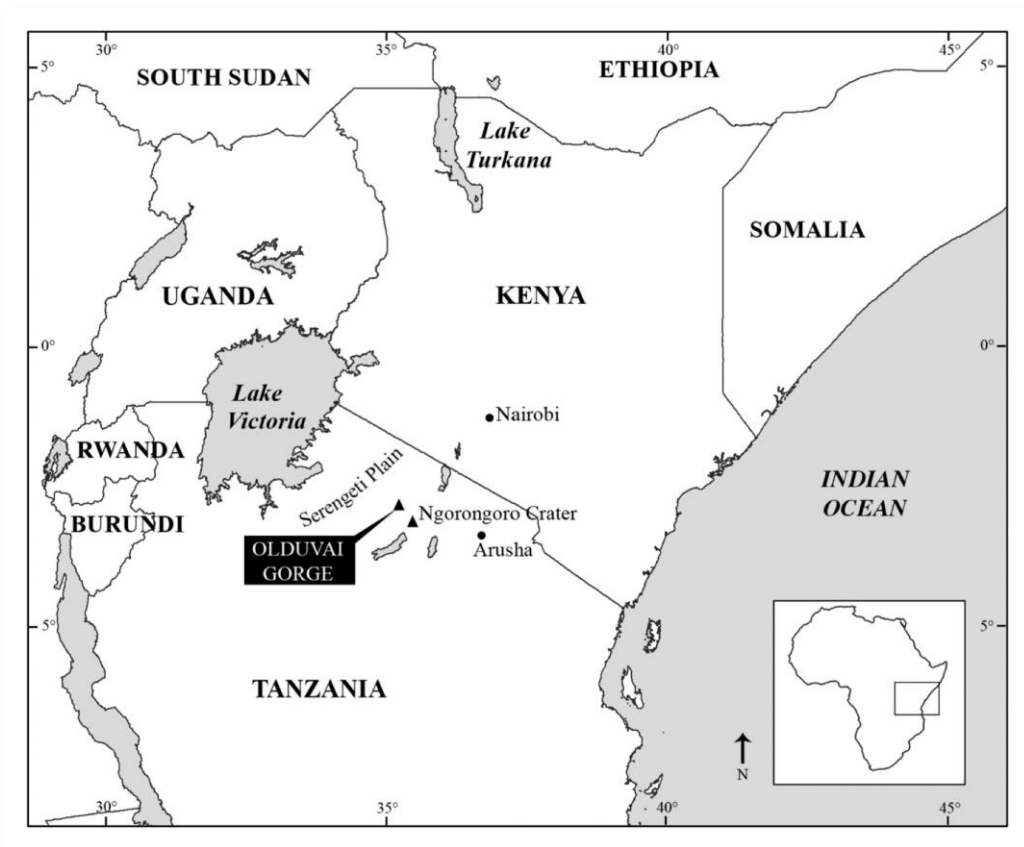 30°
35°
40°
45°
5°
5°
SOUTH SUDAN
ETHIOPIA
Lake
Turkana
SOMALIA
UGANDA
KENYA
0°
0°
Lake
Victoria
Nairobi
RWANDA
Serengeti Plain
INDIAN
OCEAN
BURUNDI
Ngorongoro Crater
OLDUVAI
GORGE
Arusha
5°
5°
TANZANIA
N
30°
35°
40°
45°